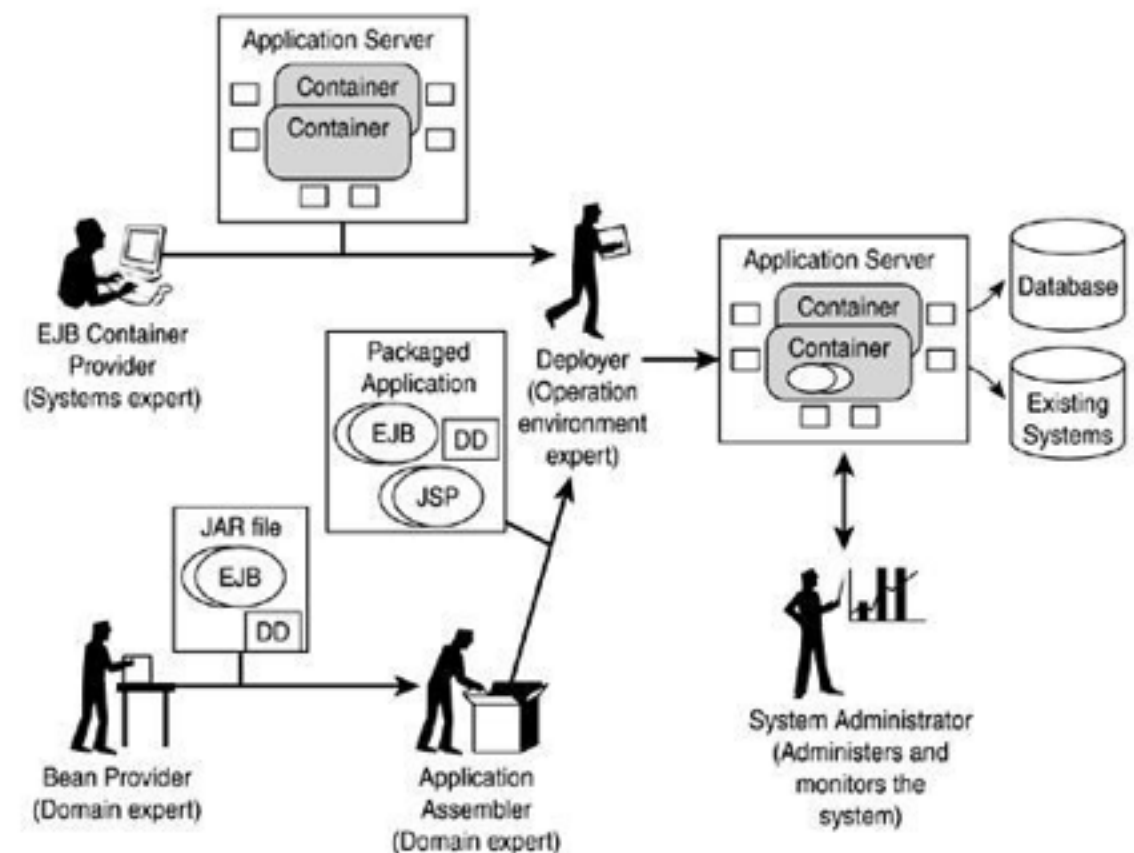 Application Server
Container
Container
EJB Container
Provider
(Systems expert)
Packaged
Application
EJB
DD
JSP
Deployer
(Operation
environment
expert)
Application Server
Container
Container
Database
Existing
Systems
JAR file
EJB
DD
Bean Provider
(Domain expert)
Application
Assembler
(Domain expert)
System Administrator
(Administers and
monitors the
system)